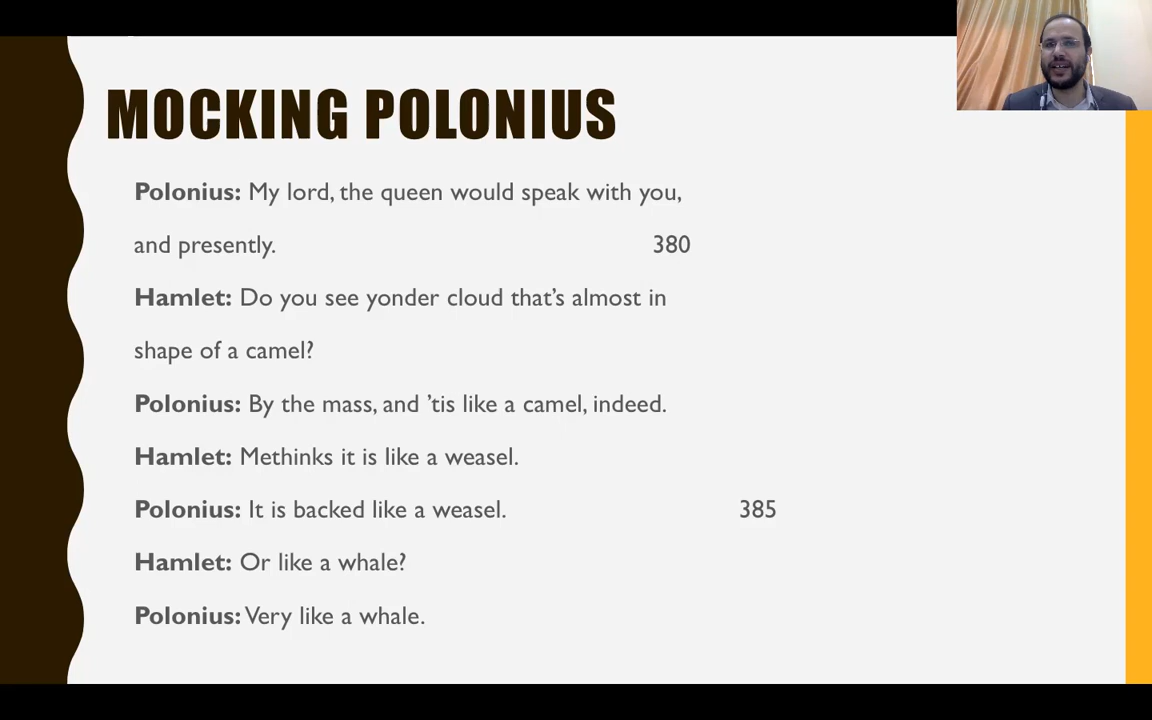 MOCKING POLONIUS
Polonius: My lord, the queen would speak with you,
and presently. 380
Hamlet: Do you see yonder cloud that’s almost in
shape of a camel?
Polonius: By the mass, and ’tis like a camel, indeed.
Hamlet: Methinks it is like a weasel.
Polonius: It is backed like a weasel. 385
Hamlet: Or like a whale?
Polonius: Very like a whale.